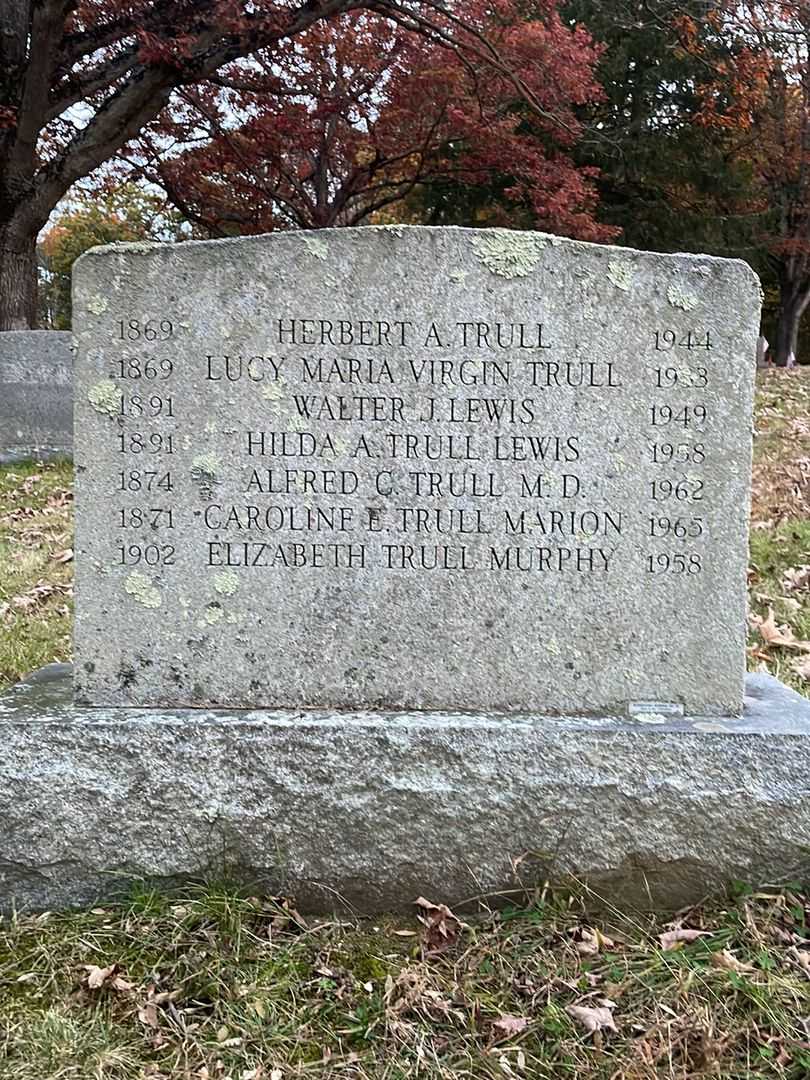 1869 HERBERT A. TRULL 1944
1869 LUCY MARIA VIRGIN TRULL
1891 WALTER J. LEWIS 1949
1891 HILDA A. TRULL LEWIS 1958
1874 ALFRED C. TRULL M. D. 1962
1871 CAROLINE E. TRULL MARION 1965
1902 ELIZABETH TRULL MURPHY 1958